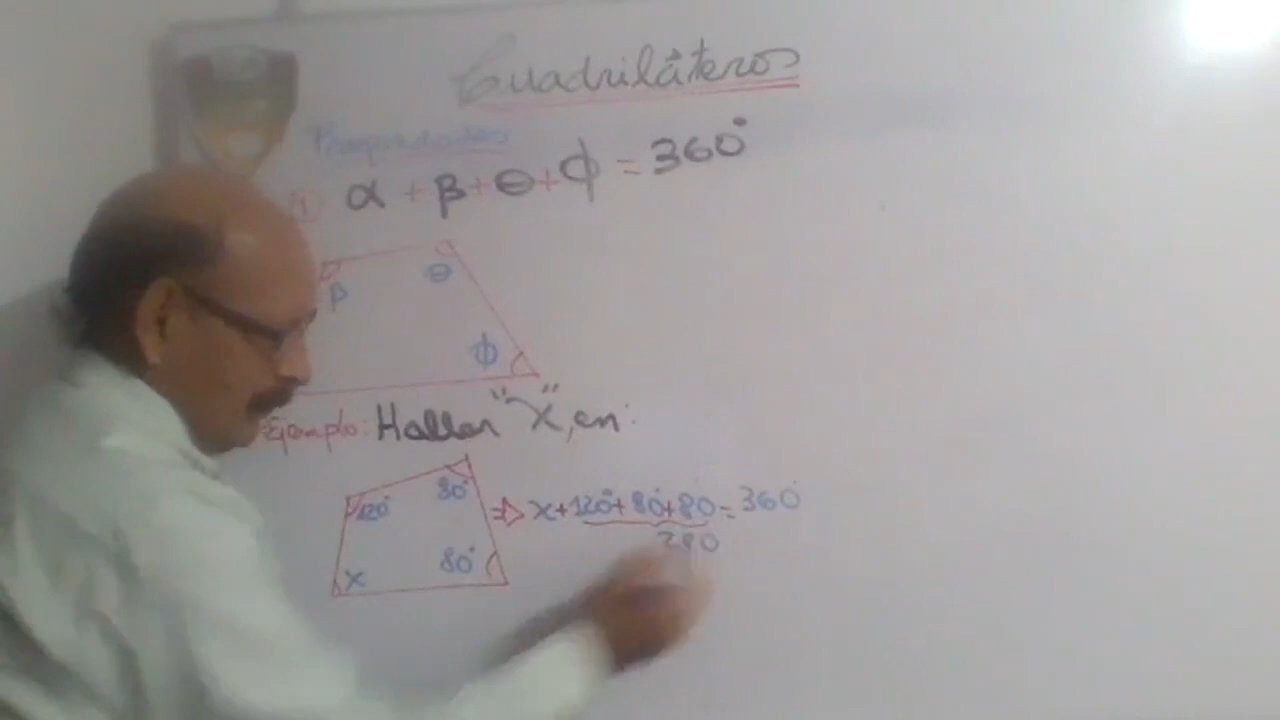 Cuadriláteros
Propiedades
1) α + β + θ + ϕ = 360°
β θ
ϕ
Ejemplo: Hallar "x", en:
120° 80° ⇒ x+120°+80°+80=360°
280
x 80°